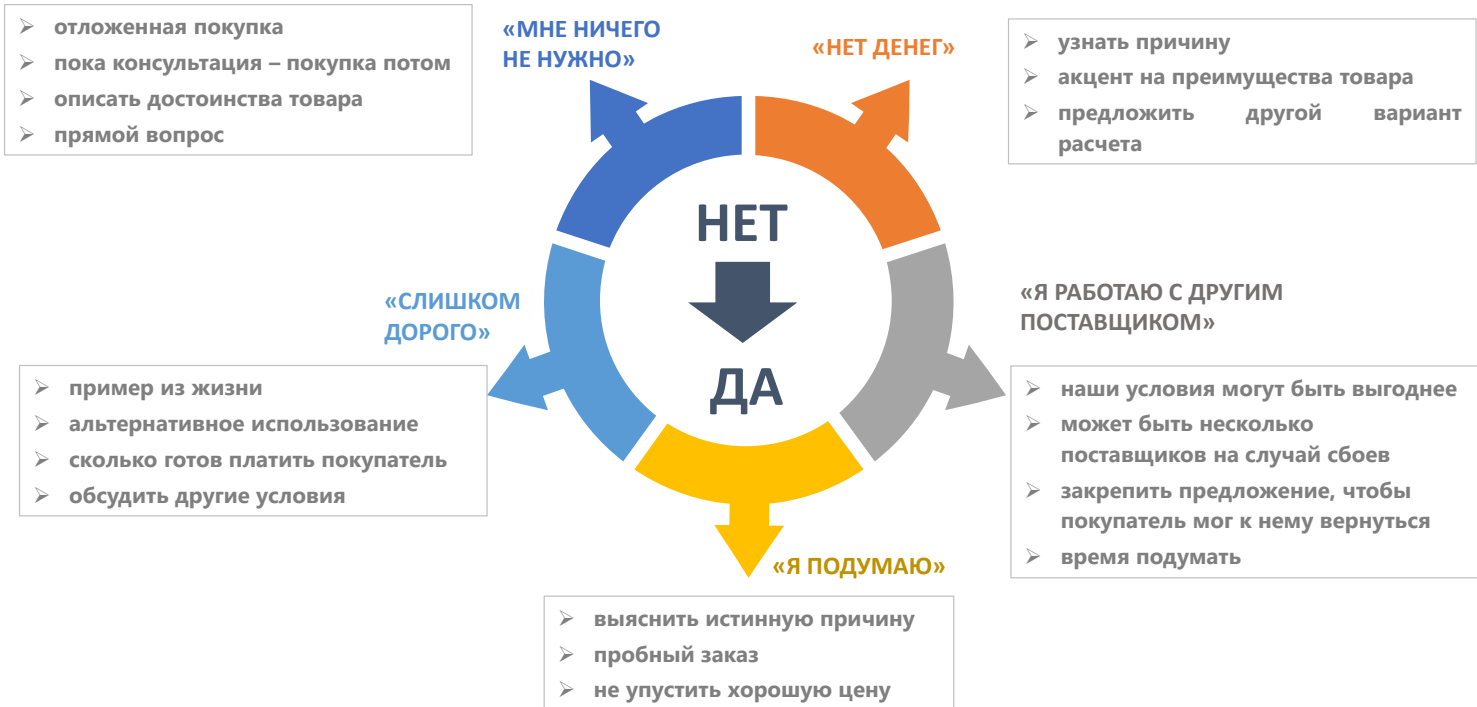 отложенная покупка
пока консультация – покупка потом
описать достоинства товара
прямой вопрос
«МНЕ НИЧЕГО
НЕ НУЖНО»
«НЕТ ДЕНЕГ»
узнать причину
акцент на преимущества товара
предложить другой вариант
расчета
НЕТ
ДА
«СЛИШКОМ
ДОРОГО»
пример из жизни
альтернативное использование
сколько готов платить покупатель
обсудить другие условия
«Я РАБОТАЮ С ДРУГИМ
ПОСТАВЩИКОМ»
наши условия могут быть выгоднее
может быть несколько
поставщиков на случай сбоев
закрепить предложение, чтобы
покупатель мог к нему вернуться
время подумать
«Я ПОДУМАЮ»
выяснить истинную причину
пробный заказ
не упустить хорошую цену